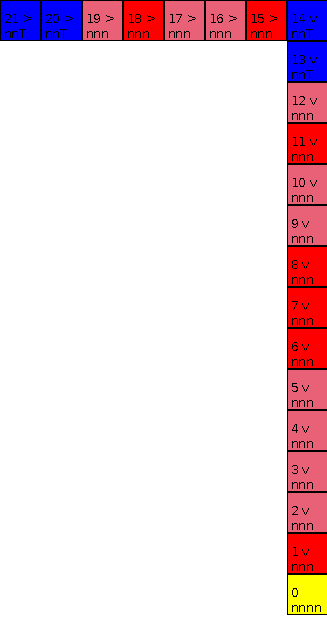 21 > 20 > 19 > 18 > 17 > 16 > 15 > 14 v
nnT nnT nnn nnn nnn nnn nnn nnT
13 v
nnT
12 v
nnn
11 v
nnn
10 v
nnn
9 v
nnn
8 v
nnn
7 v
nnn
6 v
nnn
5 v
nnn
4 v
nnn
3 v
nnn
2 v
nnn
1 v
nnn
0
nnnn